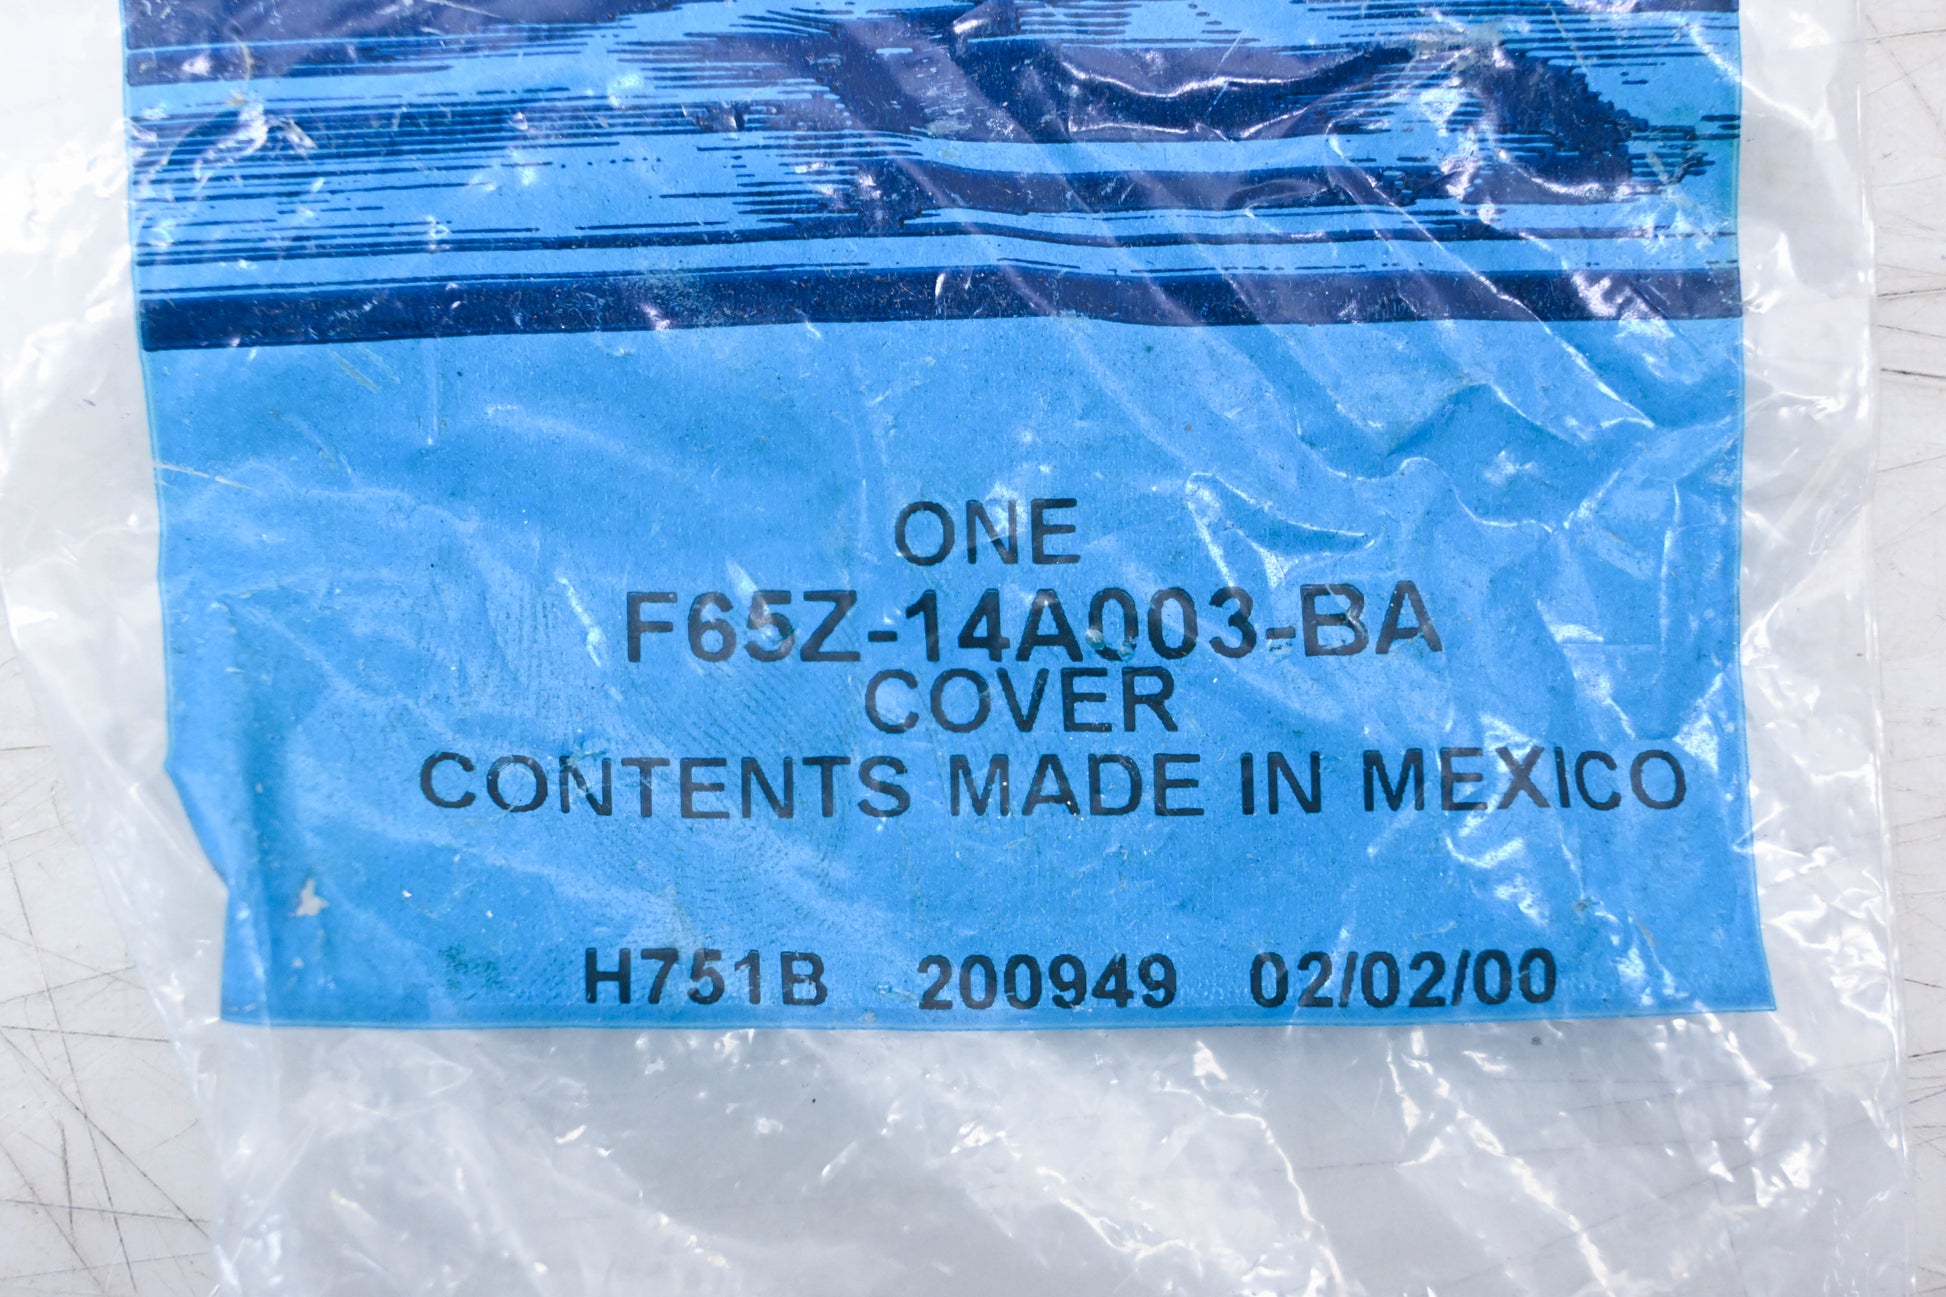 ONE
F65Z-14A003-BA
COVER
CONTENTS MADE IN MEXICO
H751B 200949 02/02/00